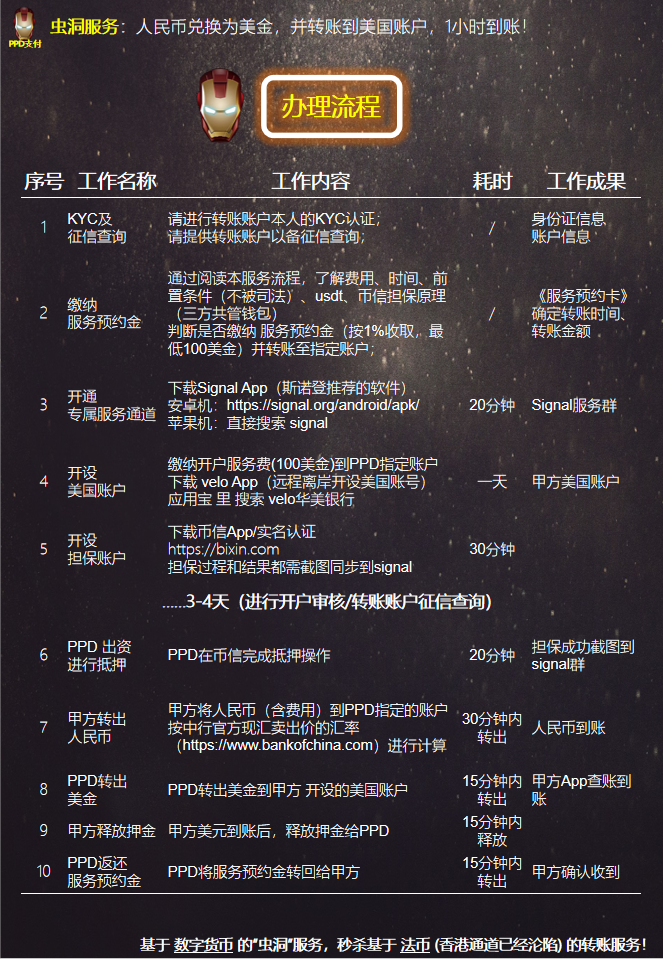 PPD支付
虫洞服务：人民币兑换为美金，并转账到美国账户，1小时到账！
办理流程
序号 工作名称 工作内容 耗时 工作成果
1
KYC及
征信查询
请进行转账账户本人的KYC认证；
请提供转账账户以备征信查询；
/
身份证信息
账户信息
2
缴纳
服务预约金
通过阅读本服务流程，了解费用、时间、前
置条件（不被司法）、usdt、币信担保原理
（三方共管钱包）
判断是否缴纳 服务预约金（按1%收取，最
低100美金）并转账至指定账户；
/
《服务预约卡》
确定转账时间、
转账金额
3
开通
专属服务通道
下载Signal App（斯诺登推荐的软件）
安卓机：https://signal.org/android/apk/
苹果机：直接搜索 signal
20分钟
Signal服务群
4
开设
美国账户
缴纳开户服务费(100美金)到PPD指定账户
下载 velo App（远程离岸开设美国账号）
应用宝 里 搜索 velo华美银行
一天
甲方美国账户
5
开设
担保账户
下载币信App/实名认证
https://bixin.com
担保过程和结果都需截图同步到signal
30分钟
......3-4天（进行开户审核/转账账户征信查询）
6
PPD 出资
进行抵押
PPD在币信完成抵押操作
20分钟
担保成功截图到
signal群
7
甲方转出
人民币
甲方将人民币（含费用）到PPD指定的账户
按中行官方现汇卖出价的汇率
（https://www.bankofchina.com）进行计算
30分钟内
转出
人民币到账
8
PPD转出
美金
PPD转出美金到甲方 开设的美国账户
15分钟内
转出
甲方App查账到
账
9
甲方释放押金
甲方美元到账后，释放押金给PPD
15分钟内
释放
10
PPD返还
服务预约金
PPD将服务预约金转回给甲方
15分钟内
转出
甲方确认收到
基于 数字货币 的“虫洞”服务，秒杀基于 法币 (香港通道已经沦陷) 的转账服务！